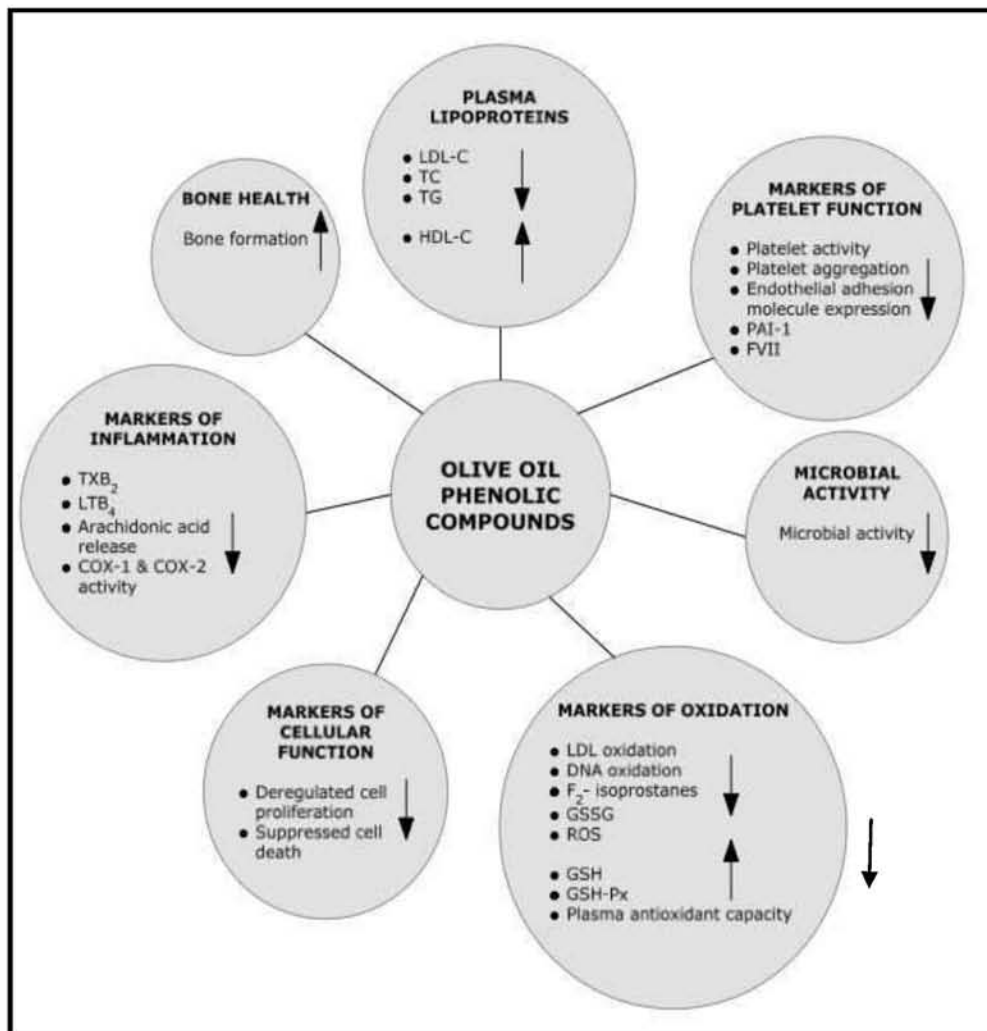 PLASMA
LIPOPROTEINS
● LDL-C
● TC
● TG
● HDL-C
BONE HEALTH
Bone formation
MARKERS OF
PLATELET FUNCTION
● Platelet activity
● Platelet aggregation
● Endothelial adhesion
molecule expression
● PAI-1
● FVII
MARKERS OF
INFLAMMATION
● TXB₂
● LTB₄
● Arachidonic acid
release
● COX-1 & COX-2
activity
OLIVE OIL
PHENOLIC
COMPOUNDS
MICROBIAL
ACTIVITY
Microbial activity
MARKERS OF
CELLULAR
FUNCTION
● Deregulated cell
proliferation
● Suppressed cell
death
MARKERS OF OXIDATION
● LDL oxidation
● DNA oxidation
● F₂- isoprostanes
● GSSG
● ROS
● GSH
● GSH-Px
● Plasma antioxidant capacity